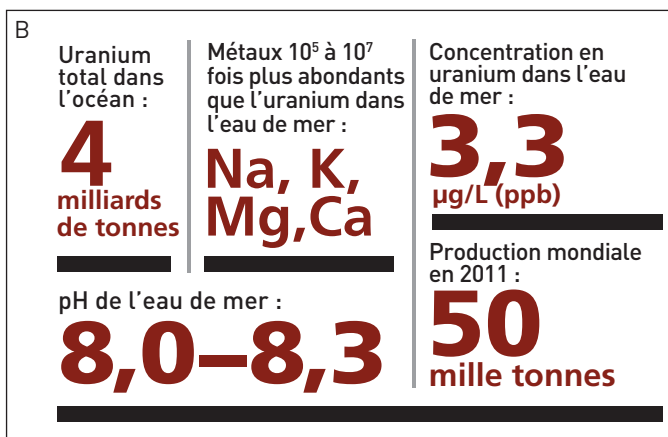 B
Uranium
total dans
l'océan :
4
milliards
de tonnes
Métaux 10⁵ à 10⁷
fois plus abondants
que l'uranium dans
l'eau de mer :
Na, K,
Mg,Ca
Concentration en
uranium dans l'eau
de mer :
3,3
µg/L (ppb)
pH de l'eau de mer :
8,0–8,3
Production mondiale
en 2011 :
50
mille tonnes